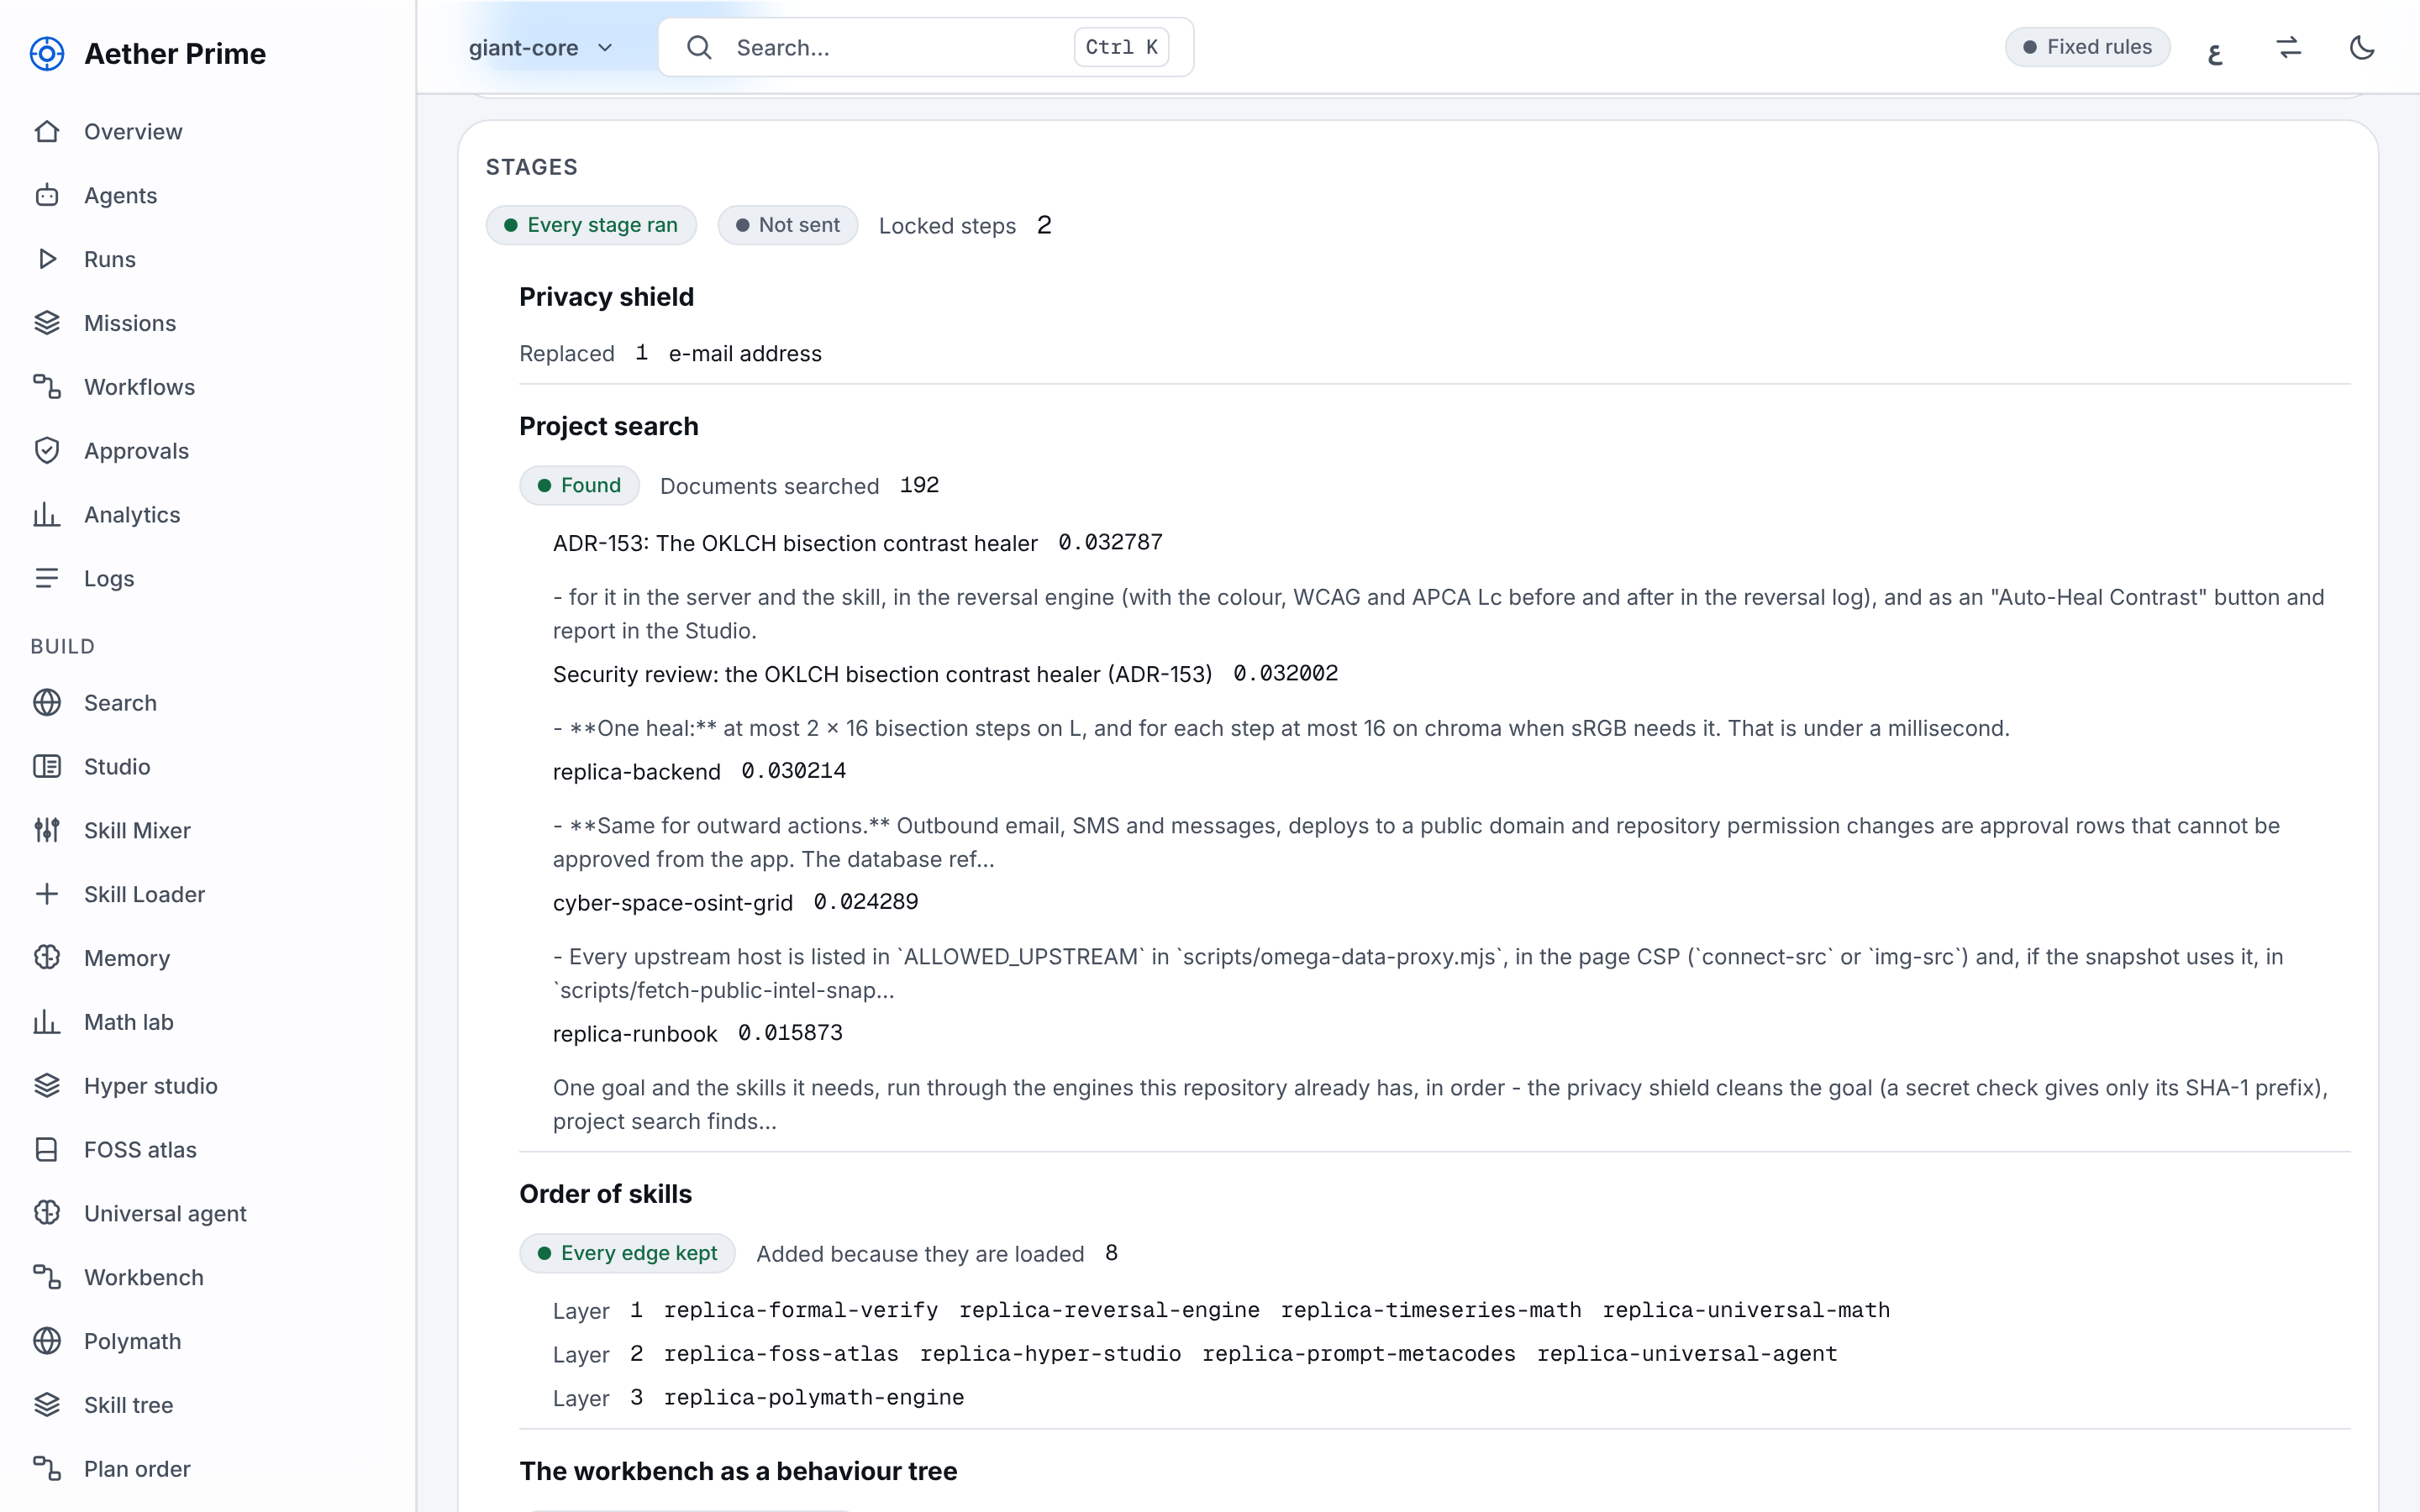 Aether Prime
Overview
Agents
Runs
Missions
Workflows
Approvals
Analytics
Logs
BUILD
Search
Studio
Skill Mixer
Skill Loader
Memory
Math lab
Hyper studio
FOSS atlas
Universal agent
Workbench
Polymath
Skill tree
Plan order
giant-core
Search...
Ctrl K
Fixed rules
ع
STAGES
Every stage ran Not sent Locked steps 2
Privacy shield
Replaced 1 e-mail address
Project search
Found Documents searched 192
ADR-153: The OKLCH bisection contrast healer 0.032787
- for it in the server and the skill, in the reversal engine (with the colour, WCAG and APCA Lc before and after in the reversal log), and as an "Auto-Heal Contrast" button and
report in the Studio.
Security review: the OKLCH bisection contrast healer (ADR-153) 0.032002
- **One heal:** at most 2 × 16 bisection steps on L, and for each step at most 16 on chroma when sRGB needs it. That is under a millisecond.
replica-backend 0.030214
- **Same for outward actions.** Outbound email, SMS and messages, deploys to a public domain and repository permission changes are approval rows that cannot be
approved from the app. The database ref...
cyber-space-osint-grid 0.024289
- Every upstream host is listed in `ALLOWED_UPSTREAM` in `scripts/omega-data-proxy.mjs`, in the page CSP (`connect-src` or `img-src`) and, if the snapshot uses it, in
`scripts/fetch-public-intel-snap...
replica-runbook 0.015873
One goal and the skills it needs, run through the engines this repository already has, in order - the privacy shield cleans the goal (a secret check gives only its SHA-1 prefix),
project search finds...
Order of skills
Every edge kept Added because they are loaded 8
Layer 1 replica-formal-verify replica-reversal-engine replica-timeseries-math replica-universal-math
Layer 2 replica-foss-atlas replica-hyper-studio replica-prompt-metacodes replica-universal-agent
Layer 3 replica-polymath-engine
The workbench as a behaviour tree